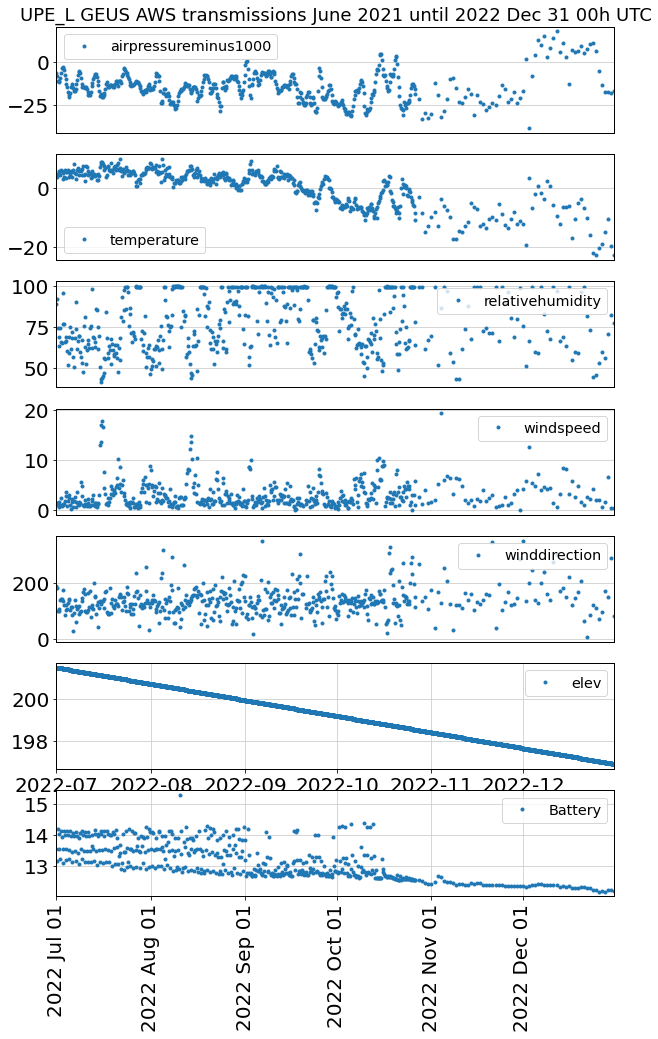 UPE_L GEUS AWS transmissions June 2021 until 2022 Dec 31 00h UTC
airpressureminus1000
0
−25
0
−20
temperature
100
75
50
relativehumidity
20
10
0
windspeed
200
0
winddirection
200
198
elev
2022-07 2022-08 2022-09 2022-10 2022-11 2022-12
15
14
13
Battery
2022 Jul 01
2022 Aug 01
2022 Sep 01
2022 Oct 01
2022 Nov 01
2022 Dec 01